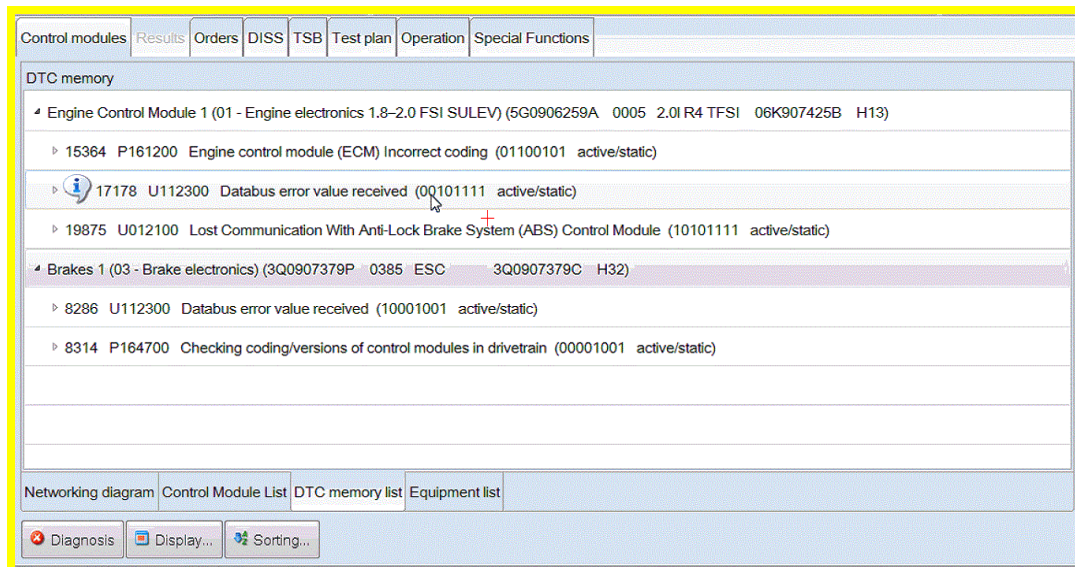 Control modules Results Orders DISS TSB Test plan Operation Special Functions
DTC memory
Engine Control Module 1 (01 - Engine electronics 1.8–2.0 FSI SULEV) (5G0906259A 0005 2.0l R4 TFSI 06K907425B H13)
15364 P161200 Engine control module (ECM) Incorrect coding (01100101 active/static)
17178 U112300 Databus error value received (00101111 active/static)
19875 U012100 Lost Communication With Anti-Lock Brake System (ABS) Control Module (10101111 active/static)
Brakes 1 (03 - Brake electronics) (3Q0907379P 0385 ESC 3Q0907379C H32)
8286 U112300 Databus error value received (10001001 active/static)
8314 P164700 Checking coding/versions of control modules in drivetrain (00001001 active/static)
Networking diagram Control Module List DTC memory list Equipment list
Diagnosis Display... Sorting...